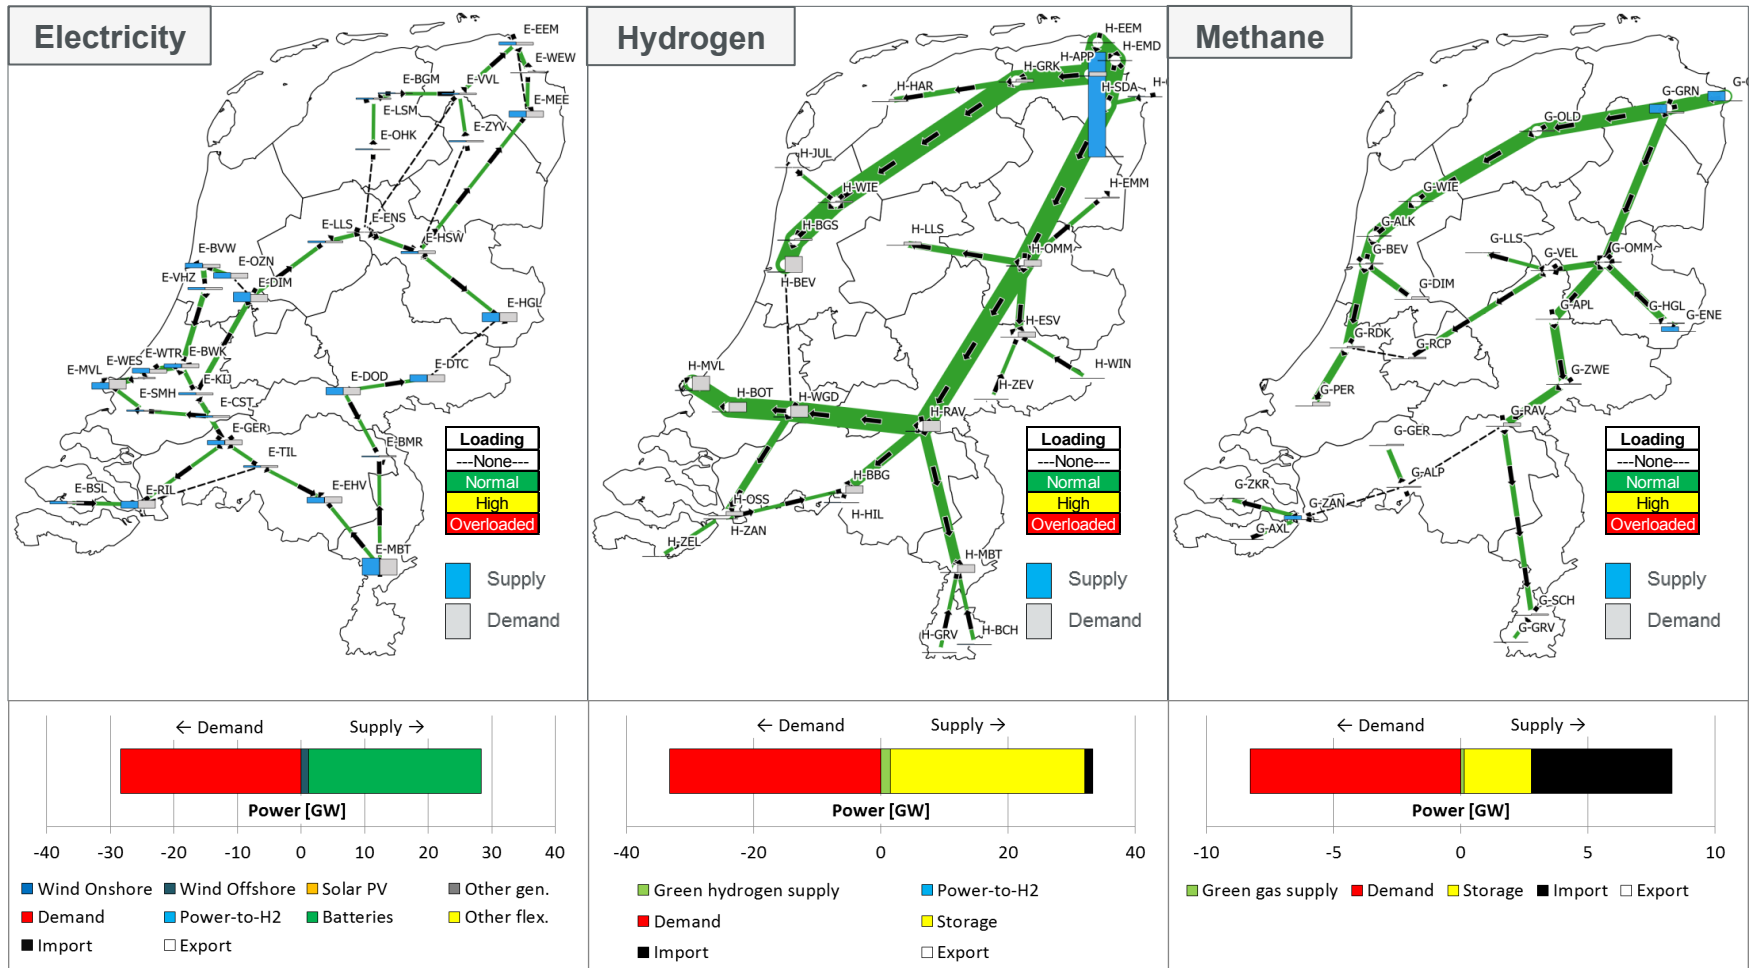 Electricity
E-EEM
E-WEW
E-BGM
E-VVL
E-MEE
E-LSM
E-ZYV
E-OHK
E-LLS
E-ENS
E-HSW
E-BVW
E-OZN
E-VHZ
E-DIM
E-HGL
E-WTR
E-BWK
E-WES
E-MVL
E-KIJ
E-DTC
E-DOD
E-SMH
E-CST
E-GER
E-BMR
E-TIL
E-BSL
E-RIL
E-EHV
E-MBT
Loading
---None---
Normal
High
Overloaded
Supply
Demand
Hydrogen
H-EEM
H-EMD
H-APP
H-GRK
H-HAR
H-SDA
H-JUL
H-WIE
H-EMM
H-BGS
H-LLS
H-OMM
H-BEV
H-ESV
H-WIN
H-MVL
H-ZEV
H-BOT
H-WGD
H-RAV
H-BBG
H-OSS
H-HIL
H-ZAN
H-ZEL
H-MBT
H-GRV
H-BCH
Loading
---None---
Normal
High
Overloaded
Supply
Demand
Methane
G-GRN
G-OLD
G-WIE
G-ALK
G-BEV
G-LLS
G-VEL
G-OMM
G-DIM
G-APL
G-HGL
G-ENE
G-RDK
G-RCP
G-PER
G-ZWE
G-RAV
G-GER
G-ALP
G-ZKR
G-ZAN
G-AXL
G-SCH
G-GRV
Loading
---None---
Normal
High
Overloaded
Supply
Demand
← Demand Supply →
Power [GW]
-40 -30 -20 -10 0 10 20 30 40
Wind Onshore Wind Offshore Solar PV Other gen.
Demand Power-to-H2 Batteries Other flex.
Import Export
← Demand Supply →
Power [GW]
-40 -20 0 20 40
Green hydrogen supply Power-to-H2
Demand Storage
Import Export
← Demand Supply →
Power [GW]
-10 -5 0 5 10
Green gas supply Demand Storage Import Export